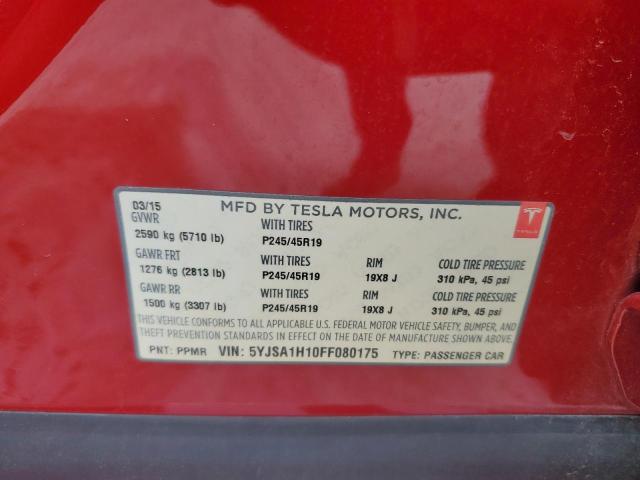 03/15 MFD BY TESLA MOTORS, INC.
GVWR WITH TIRES
2590 kg (5710 lb) P245/45R19
GAWR FRT WITH TIRES RIM COLD TIRE PRESSURE
1276 kg (2813 lb) P245/45R19 19X8 J 310 kPa, 45 psi
GAWR RR WITH TIRES RIM COLD TIRE PRESSURE
1500 kg (3307 lb) P245/45R19 19X8 J 310 kPa, 45 psi
THIS VEHICLE CONFORMS TO ALL APPLICABLE U.S. FEDERAL MOTOR VEHICLE SAFETY, BUMPER, AND
THEFT PREVENTION STANDARDS IN EFFECT ON THE DATE OF MANUFACTURE SHOWN ABOVE.
PNT: PPMR VIN: 5YJSA1H10FF080175 TYPE: PASSENGER CAR
TESLA